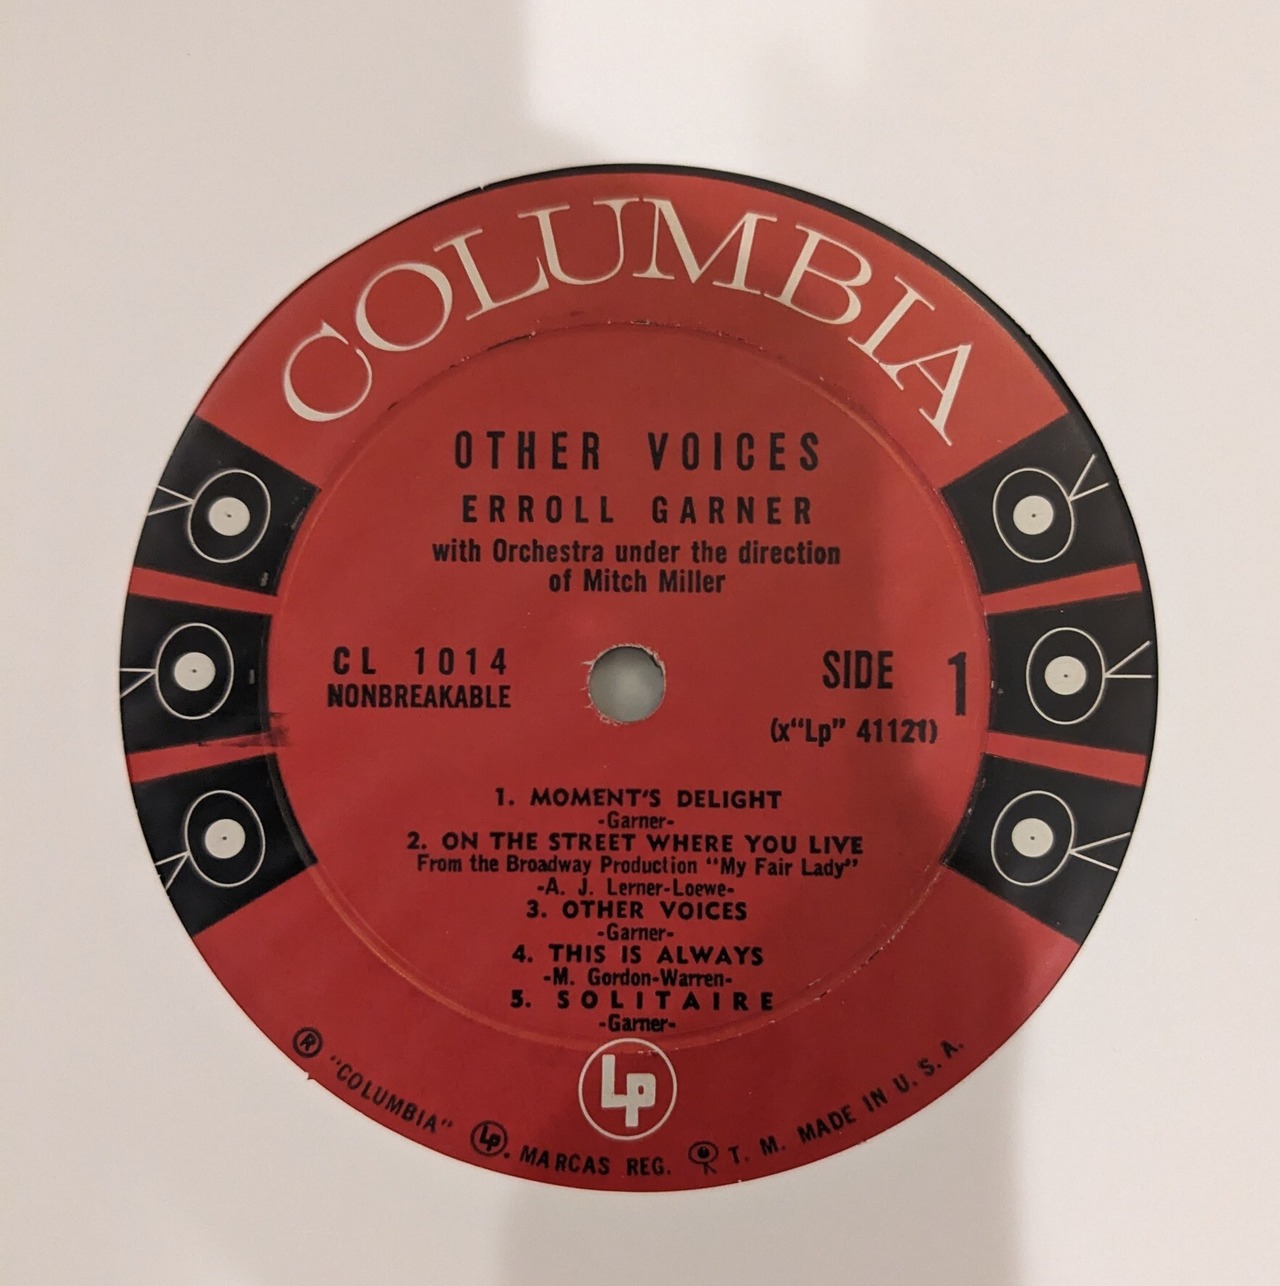 COLUMBIA
OTHER VOICES
ERROLL GARNER
with Orchestra under the direction
of Mitch Miller
CL 1014
NONBREAKABLE
SIDE 1
(x“Lp” 41121)
1. MOMENT'S DELIGHT
-Garner-
2. ON THE STREET WHERE YOU LIVE
From the Broadway Production “My Fair Lady”
-A. J. Lerner-Loewe-
3. OTHER VOICES
-Garner-
4. THIS IS ALWAYS
-M. Gordon-Warren-
5. SOLITAIRE
-Garner-
Lp
® "COLUMBIA" Lp. MARCAS REG. T. M. MADE IN U. S. A.